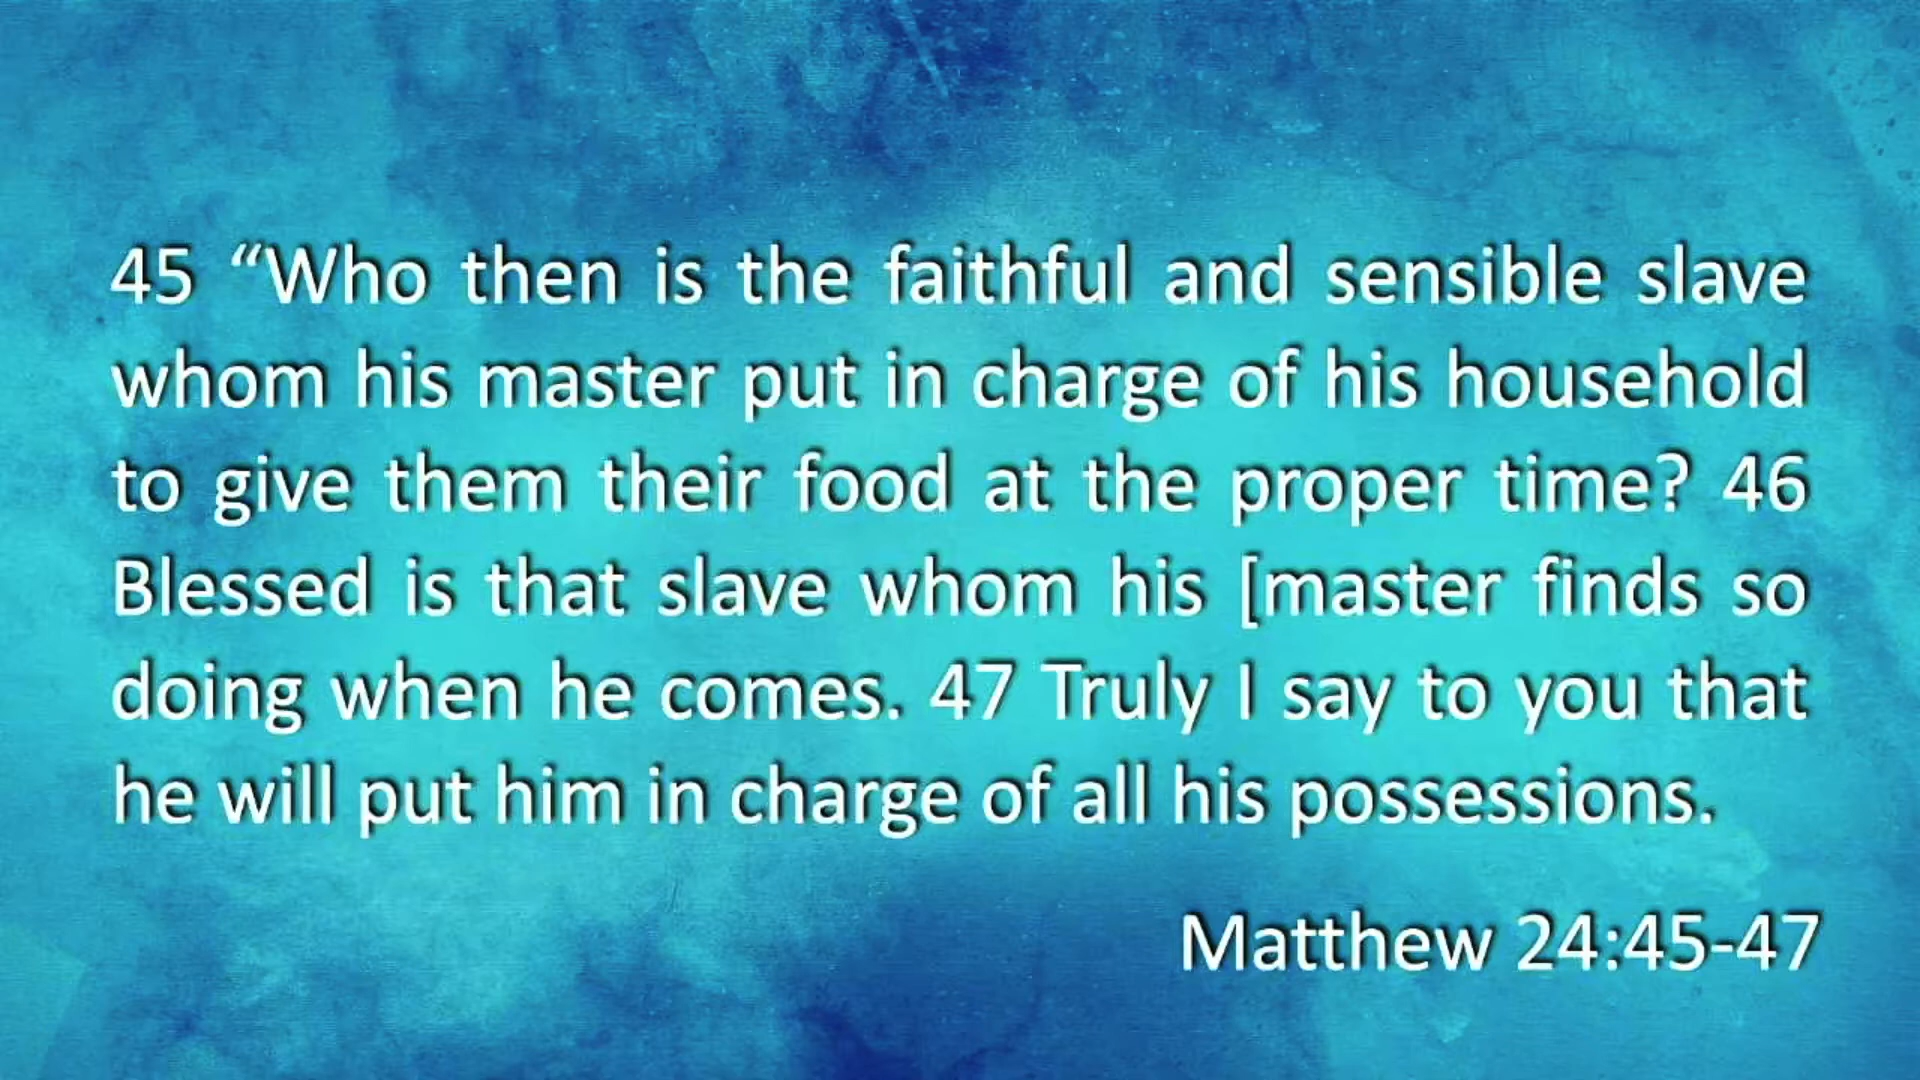 45 “Who then is the faithful and sensible slave
whom his master put in charge of his household
to give them their food at the proper time? 46
Blessed is that slave whom his [master finds so
doing when he comes. 47 Truly I say to you that
he will put him in charge of all his possessions.
Matthew 24:45-47